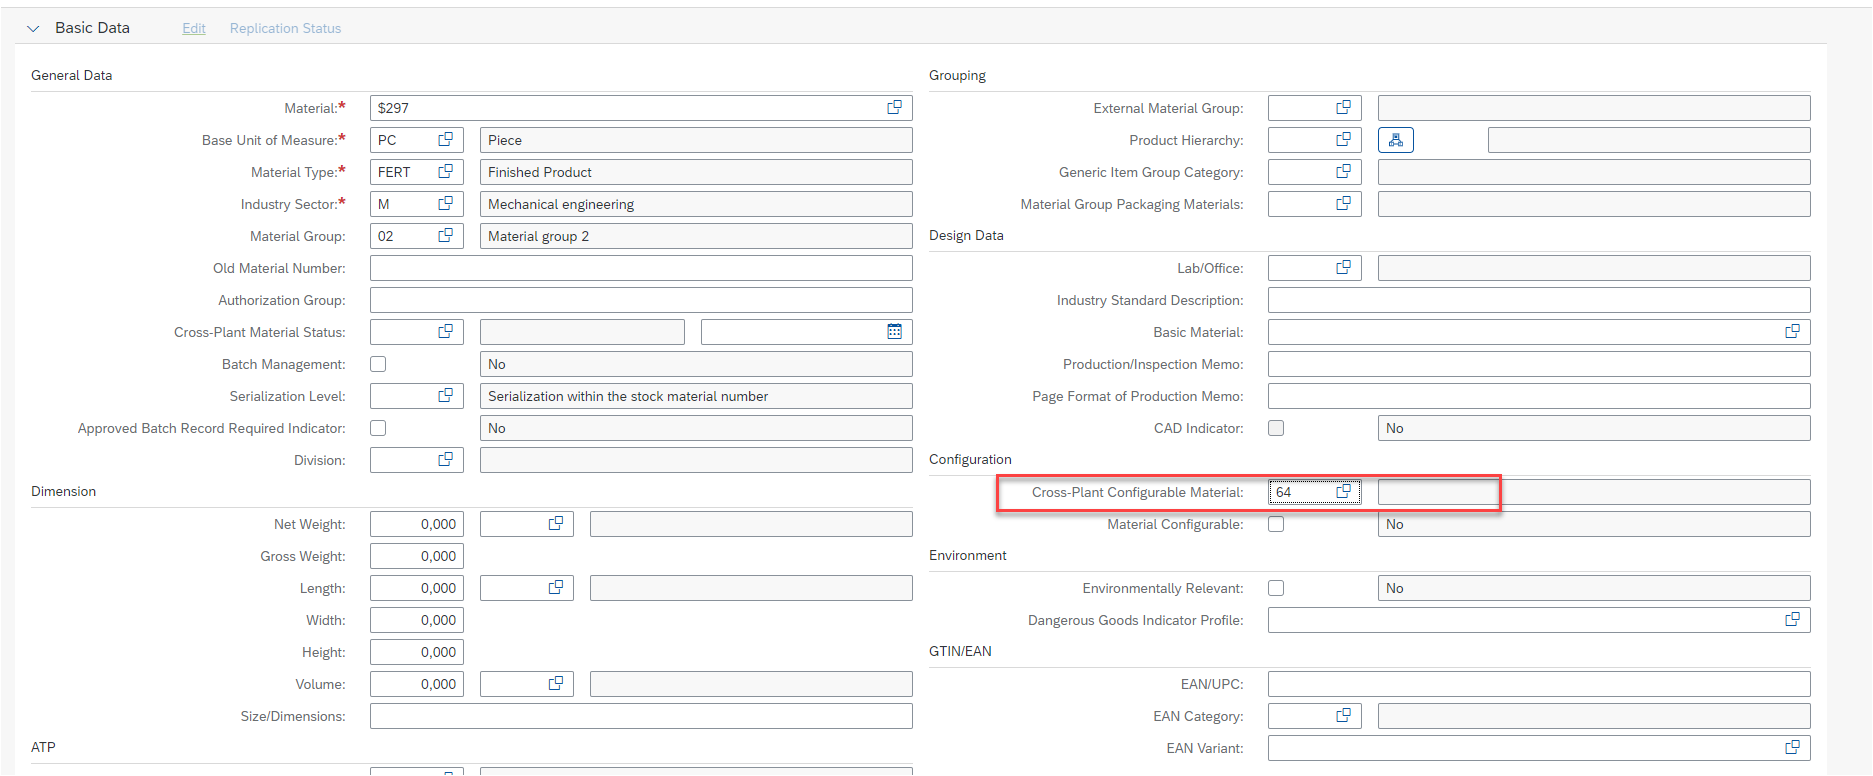 Basic Data Edit Replication Status
General Data
Material:* $297
Base Unit of Measure:* PC Piece
Material Type:* FERT Finished Product
Industry Sector:* M Mechanical engineering
Material Group: 02 Material group 2
Old Material Number:
Authorization Group:
Cross-Plant Material Status:
Batch Management: No
Serialization Level: Serialization within the stock material number
Approved Batch Record Required Indicator: No
Division:
Dimension
Net Weight: 0,000
Gross Weight: 0,000
Length: 0,000
Width: 0,000
Height: 0,000
Volume: 0,000
Size/Dimensions:
ATP
Grouping
External Material Group:
Product Hierarchy:
Generic Item Group Category:
Material Group Packaging Materials:
Design Data
Lab/Office:
Industry Standard Description:
Basic Material:
Production/Inspection Memo:
Page Format of Production Memo:
CAD Indicator: No
Configuration
Cross-Plant Configurable Material: 64
Material Configurable: No
Environment
Environmentally Relevant: No
Dangerous Goods Indicator Profile:
GTIN/EAN
EAN/UPC:
EAN Category:
EAN Variant: